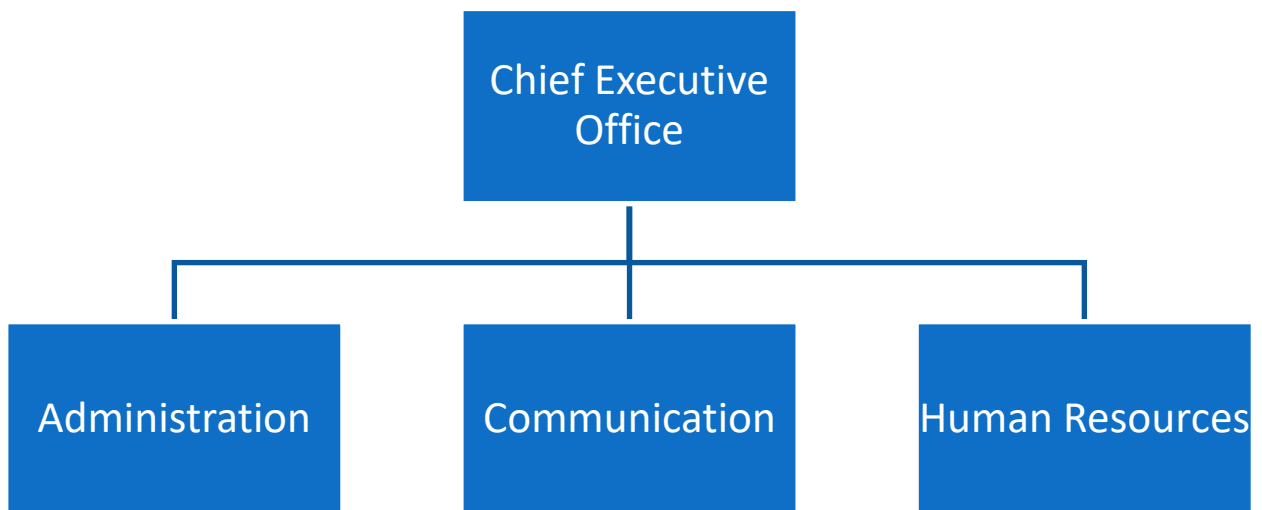 Chief Executive
Office
Administration
Communication
Human Resources